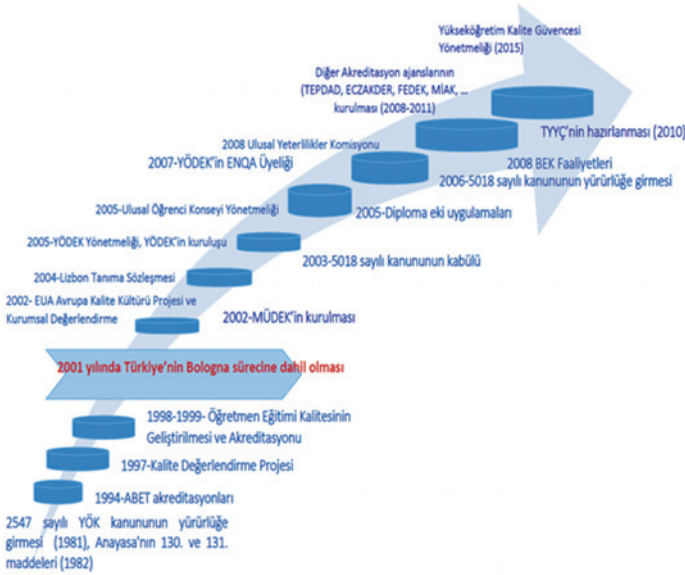 Yükseköğretim Kalite Güvencesi
Yönetmeliği (2015)
Diğer Akreditasyon ajanslarının
(TEPDAD, ECZAKDER, FEDEK, MİAK, ...
kurulması (2008-2011)
TYYÇ'nin hazırlanması (2010)
2008 Ulusal Yeterlilikler Komisyonu
2007-YÖDEK'in ENQA Üyeliği
2008 BEK Faaliyetleri
2006-5018 sayılı kanununun yürürlüğe girmesi
2005-Ulusal Öğrenci Konseyi Yönetmeliği
2005-Diploma eki uygulamaları
2005-YÖDEK Yönetmeliği, YÖDEK'in kuruluşu
2003-5018 sayılı kanununun kabülü
2004-Lizbon Tanıma Sözleşmesi
2002- EUA Avrupa Kalite Kültürü Projesi ve
Kurumsal Değerlendirme
2002-MÜDEK'in kurulması
2001 yılında Türkiye'nin Bologna sürecine dahil olması
1998-1999- Öğretmen Eğitimi Kalitesinin
Geliştirilmesi ve Akreditasyonu
1997-Kalite Değerlendirme Projesi
1994-ABET akreditasyonları
2547 sayılı YÖK kanununun yürürlüğe
girmesi (1981), Anayasa'nın 130. ve 131.
maddeleri (1982)